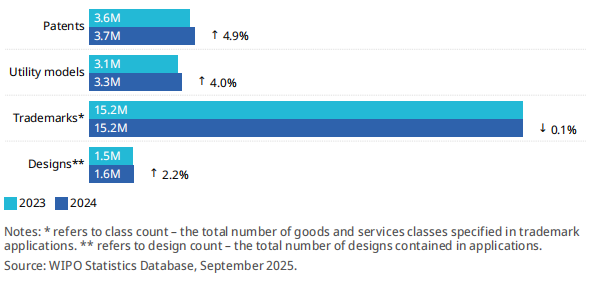 Patents
3.6M
3.7M
↑ 4.9%
Utility models
3.1M
3.3M
↑ 4.0%
Trademarks*
15.2M
15.2M
↓ 0.1%
Designs**
1.5M
1.6M
↑ 2.2%
2023 2024
Notes: * refers to class count – the total number of goods and services classes specified in trademark
applications. ** refers to design count – the total number of designs contained in applications.
Source: WIPO Statistics Database, September 2025.